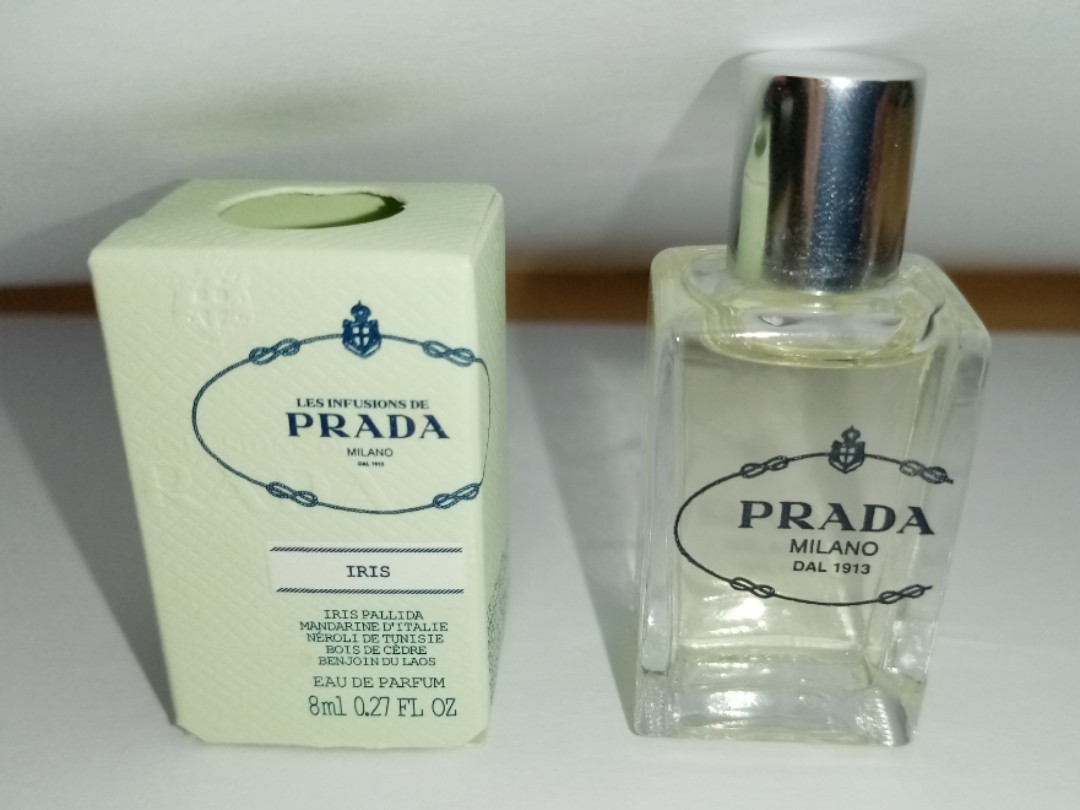 LES INFUSIONS DE
PRADA
MILANO
DAL 1913
IRIS
IRIS PALLIDA
MANDARINE D'ITALIE
NÉROLI DE TUNISIE
BOIS DE CÈDRE
BENJOIN DU LAOS
EAU DE PARFUM
8ml 0.27 FL OZ
PRADA
MILANO
DAL 1913